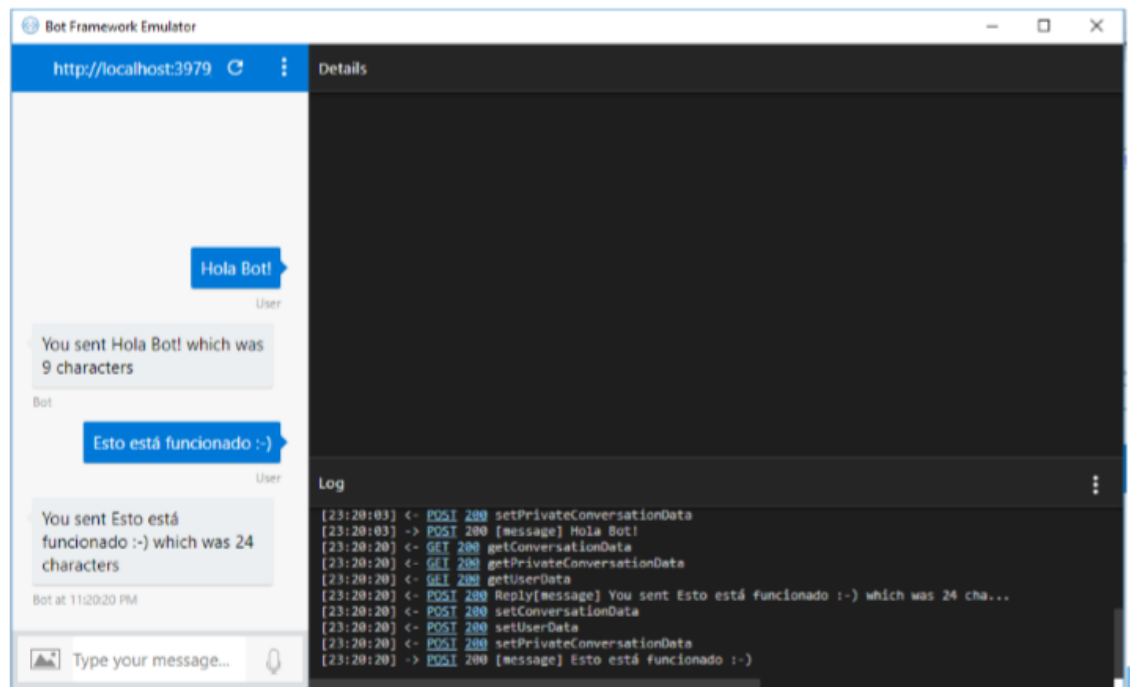 Bot Framework Emulator
http://localhost:3979
Details
Hola Bot!
User
You sent Hola Bot! which was
9 characters
Bot
Esto está funcionado :-)
User
You sent Esto está
funcionado :-) which was 24
characters
Bot at 11:20:20 PM
Type your message...
Log
[23:20:03] <- POST 200 setPrivateConversationData
[23:20:03] -> POST 200 [message] Hola Bot!
[23:20:20] <- GET 200 getConversationData
[23:20:20] <- GET 200 getPrivateConversationData
[23:20:20] <- GET 200 getUserData
[23:20:20] <- POST 200 Reply[message] You sent Esto está funcionado :-) which was 24 cha...
[23:20:20] <- POST 200 setConversationData
[23:20:20] <- POST 200 setUserData
[23:20:20] <- POST 200 setPrivateConversationData
[23:20:20] -> POST 200 [message] Esto está funcionado :-)